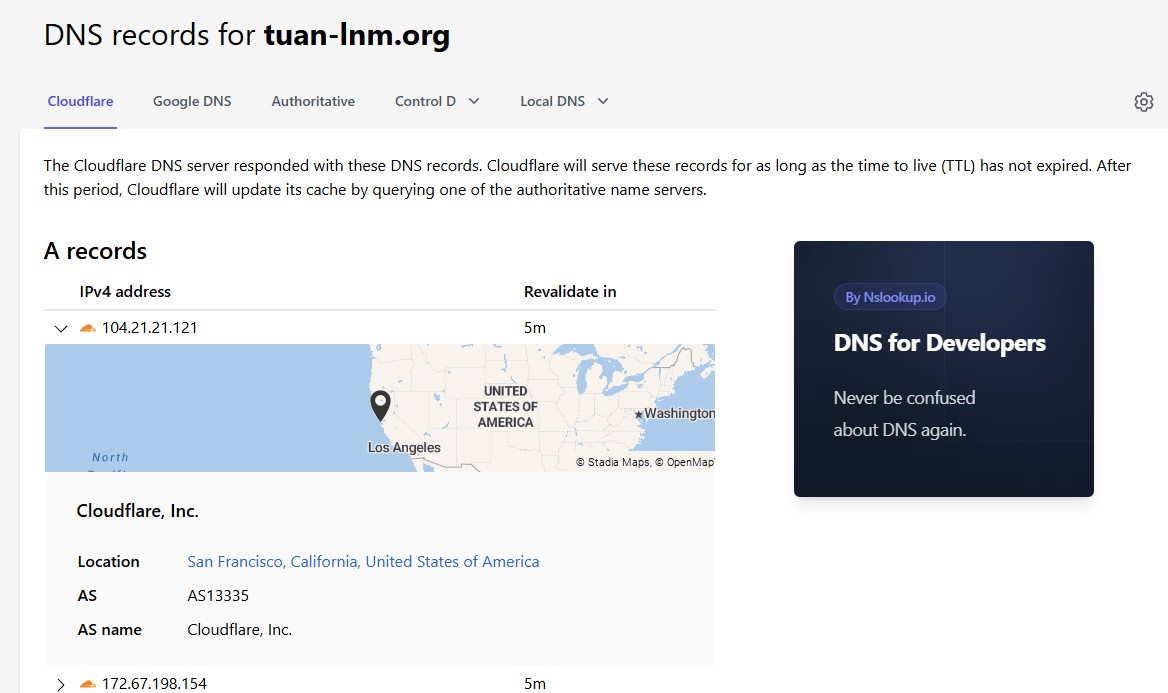 DNS records for tuan-lnm.org
Cloudflare
Google DNS
Authoritative
Control D
Local DNS
The Cloudflare DNS server responded with these DNS records. Cloudflare will serve these records for as long as the time to live (TTL) has not expired. After
this period, Cloudflare will update its cache by querying one of the authoritative name servers.
A records
IPv4 address
Revalidate in
104.21.21.121
5m
UNITED
STATES OF
AMERICA
Washington
Los Angeles
North
© Stadia Maps, © OpenMapT
Cloudflare, Inc.
Location
San Francisco, California, United States of America
AS
AS13335
AS name
Cloudflare, Inc.
172.67.198.154
5m
By Nslookup.io
DNS for Developers
Never be confused
about DNS again.